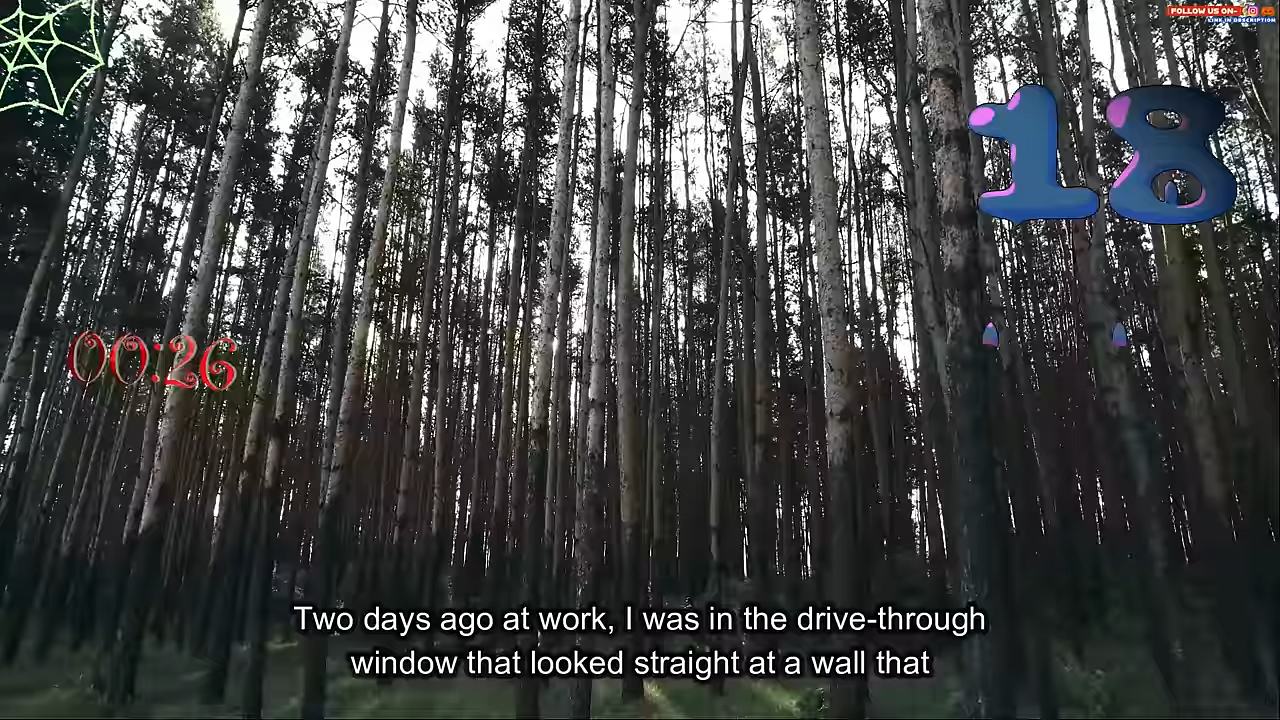 FOLLOW US ON-
LINK IN DESCRIPTION
18
00:26
Two days ago at work, I was in the drive-through
window that looked straight at a wall that